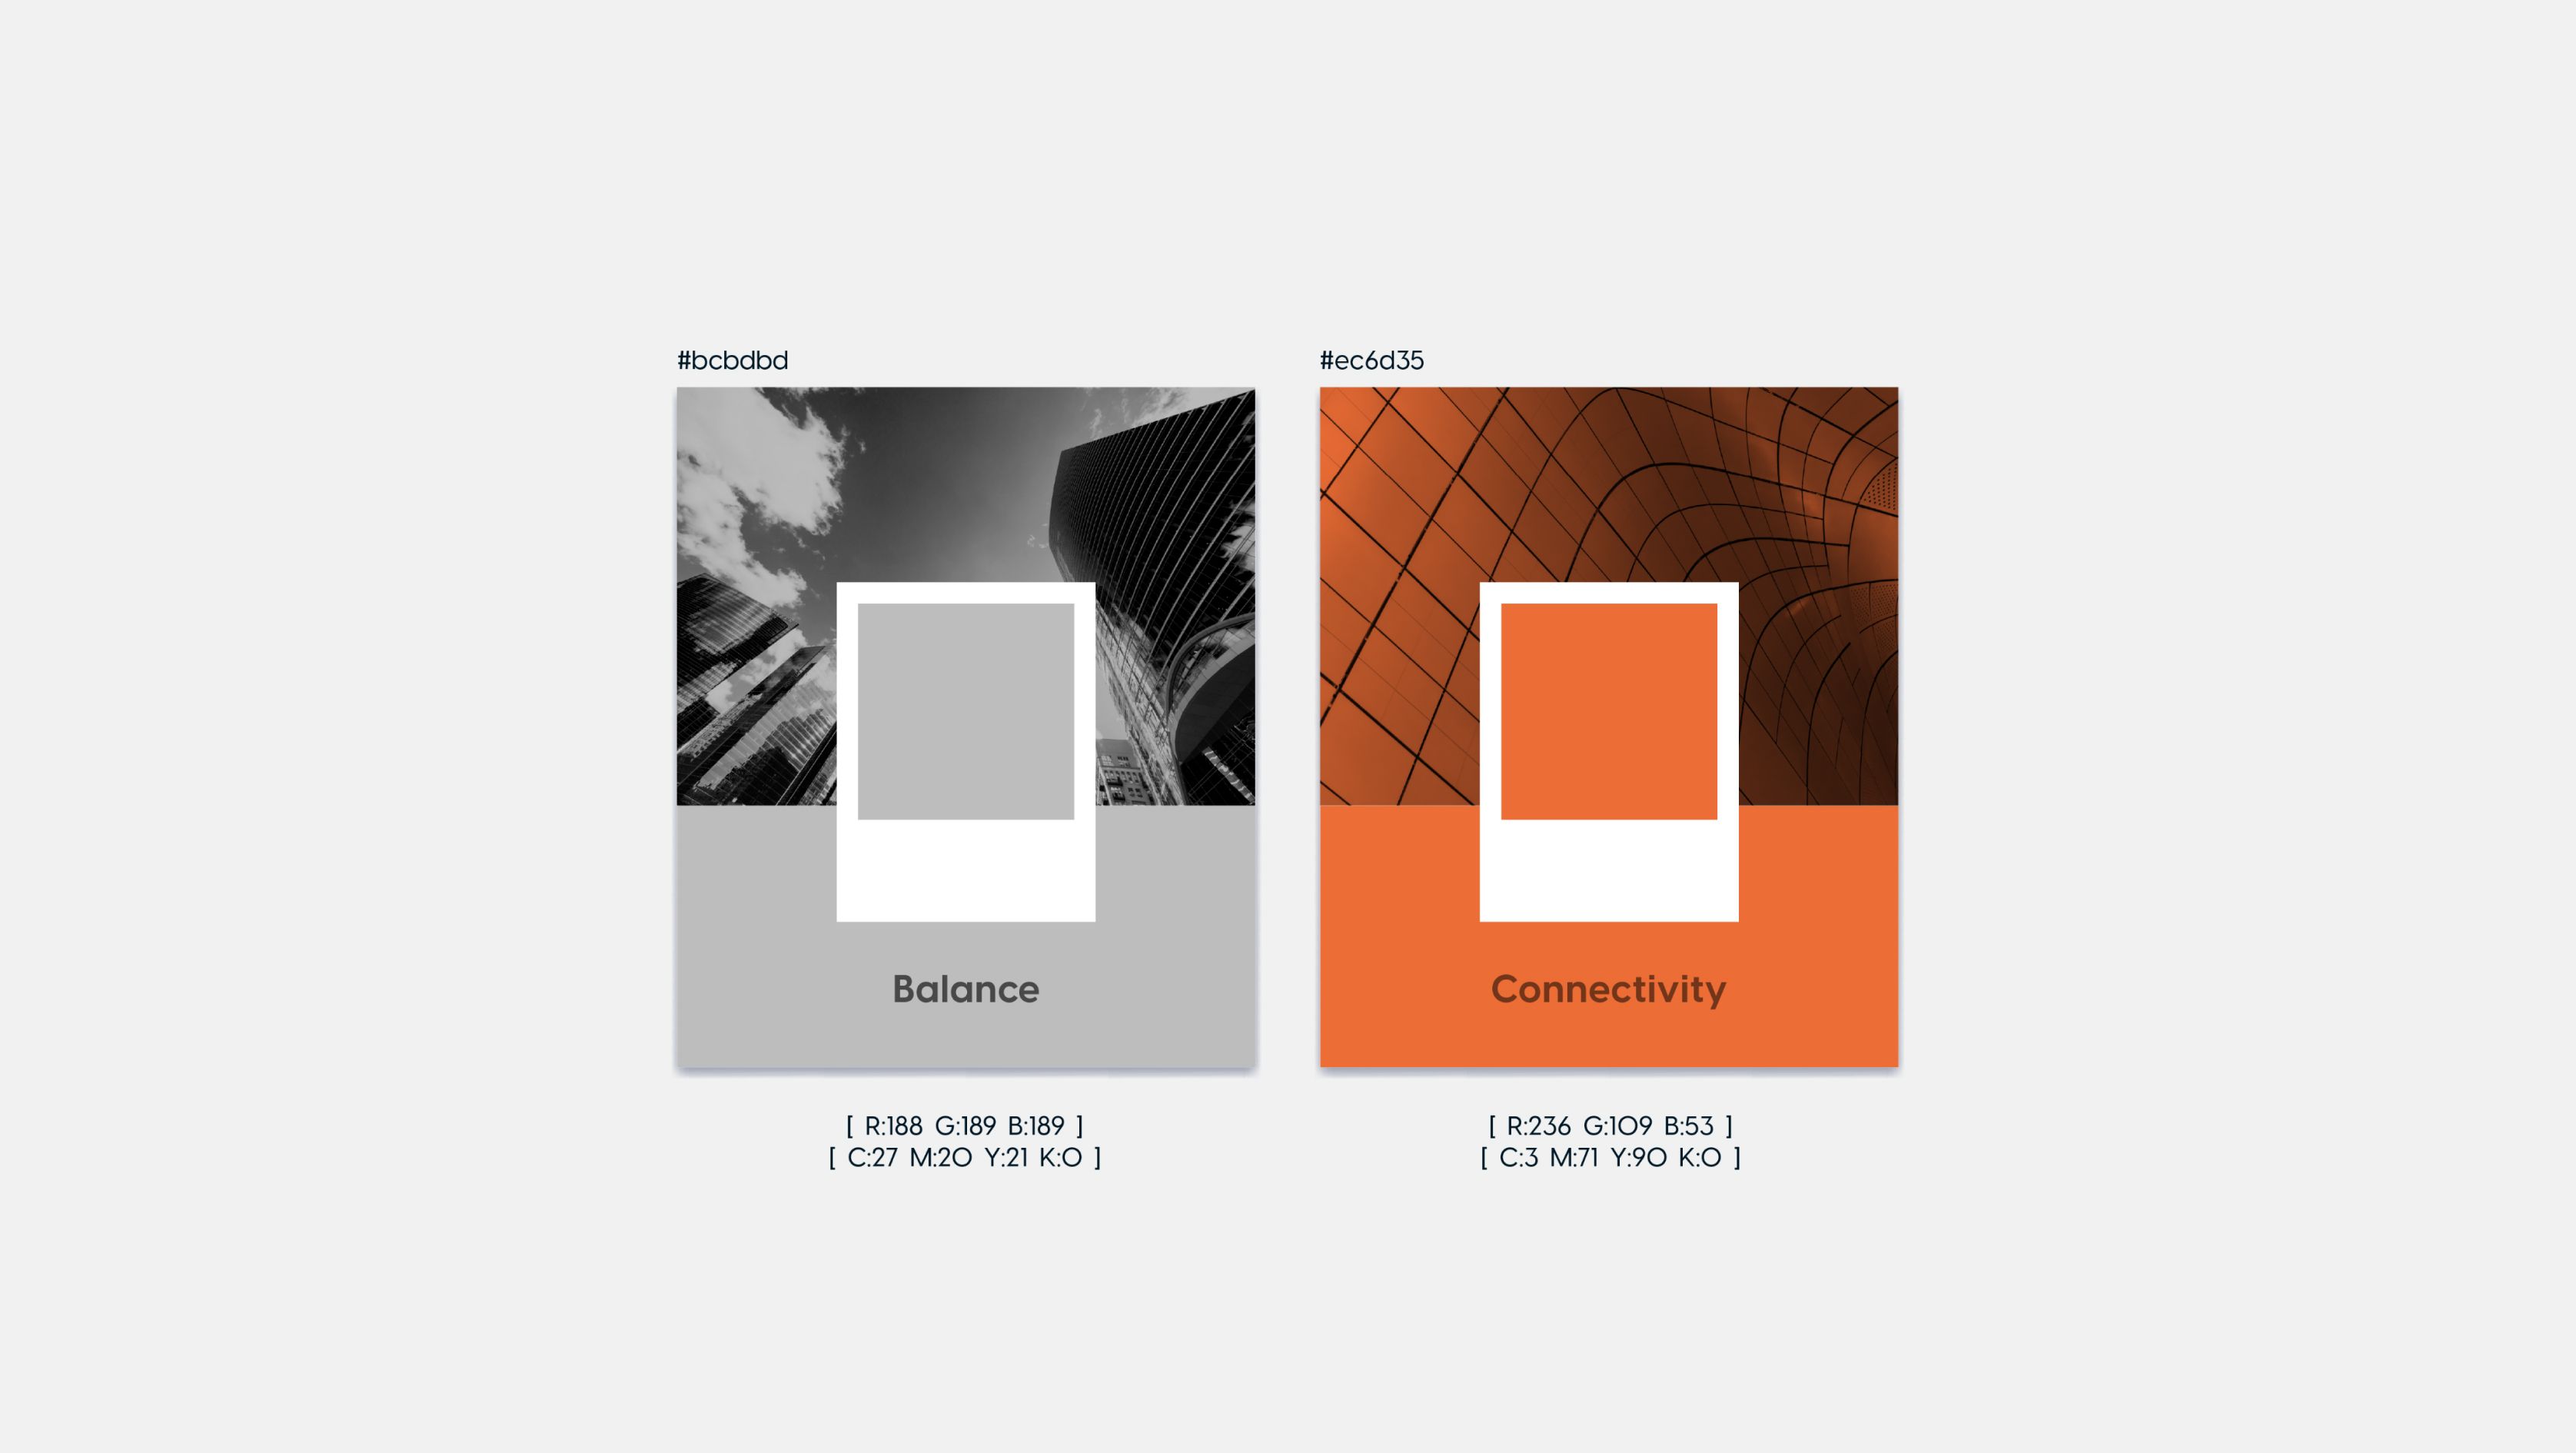 #bcbdbd
#ec6d35
Balance
Connectivity
[ R:188 G:189 B:189 ]
[ C:27 M:20 Y:21 K:0 ]
[ R:236 G:109 B:53 ]
[ C:3 M:71 Y:90 K:0 ]